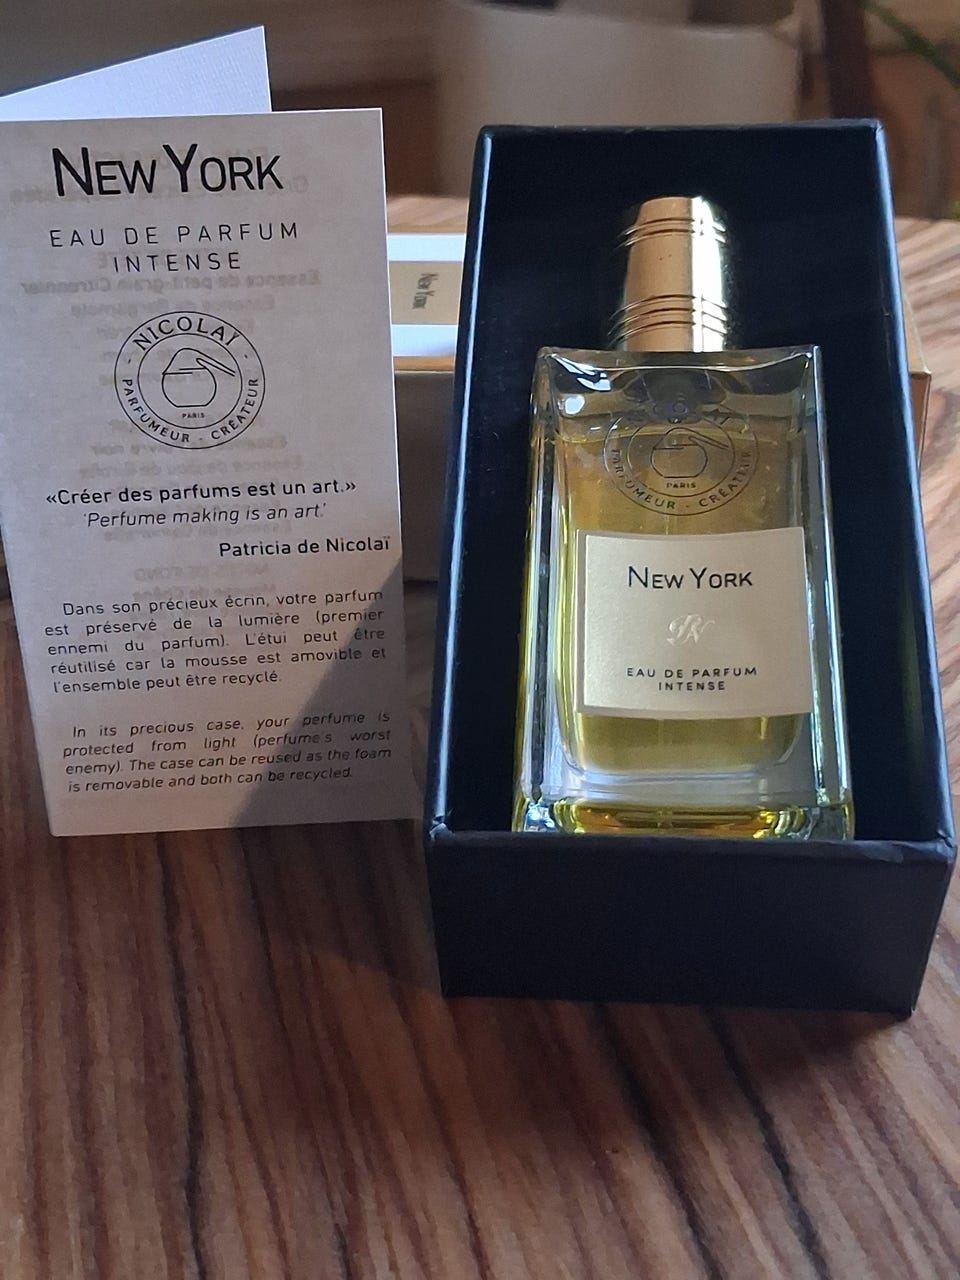 NEW YORK
EAU DE PARFUM
INTENSE
· NICOLAÏ ·
PARFUMEUR · CRÉATEUR
PARIS
«Créer des parfums est un art.»
'Perfume making is an art.'
Patricia de Nicolaï
Dans son précieux écrin, votre parfum
est préservé de la lumière (premier
ennemi du parfum). L'étui peut être
réutilisé car la mousse est amovible et
l'ensemble peut être recyclé.
In its precious case, your perfume is
protected from light (perfume's worst
enemy). The case can be reused as the foam
is removable and both can be recycled.
New York
PARIS
PARFUMEUR · CRÉATEUR
NEW YORK
EAU DE PARFUM
INTENSE